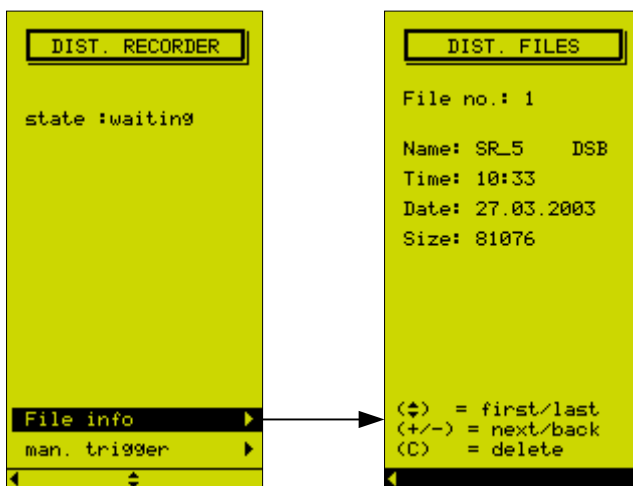 DIST. RECORDER
state :waiting
File info
man. trigger
DIST. FILES
File no.: 1
Name: SR_5 DSB
Time: 10:33
Date: 27.03.2003
Size: 81076
(♦) = first/last
(+/-) = next/back
(C) = delete